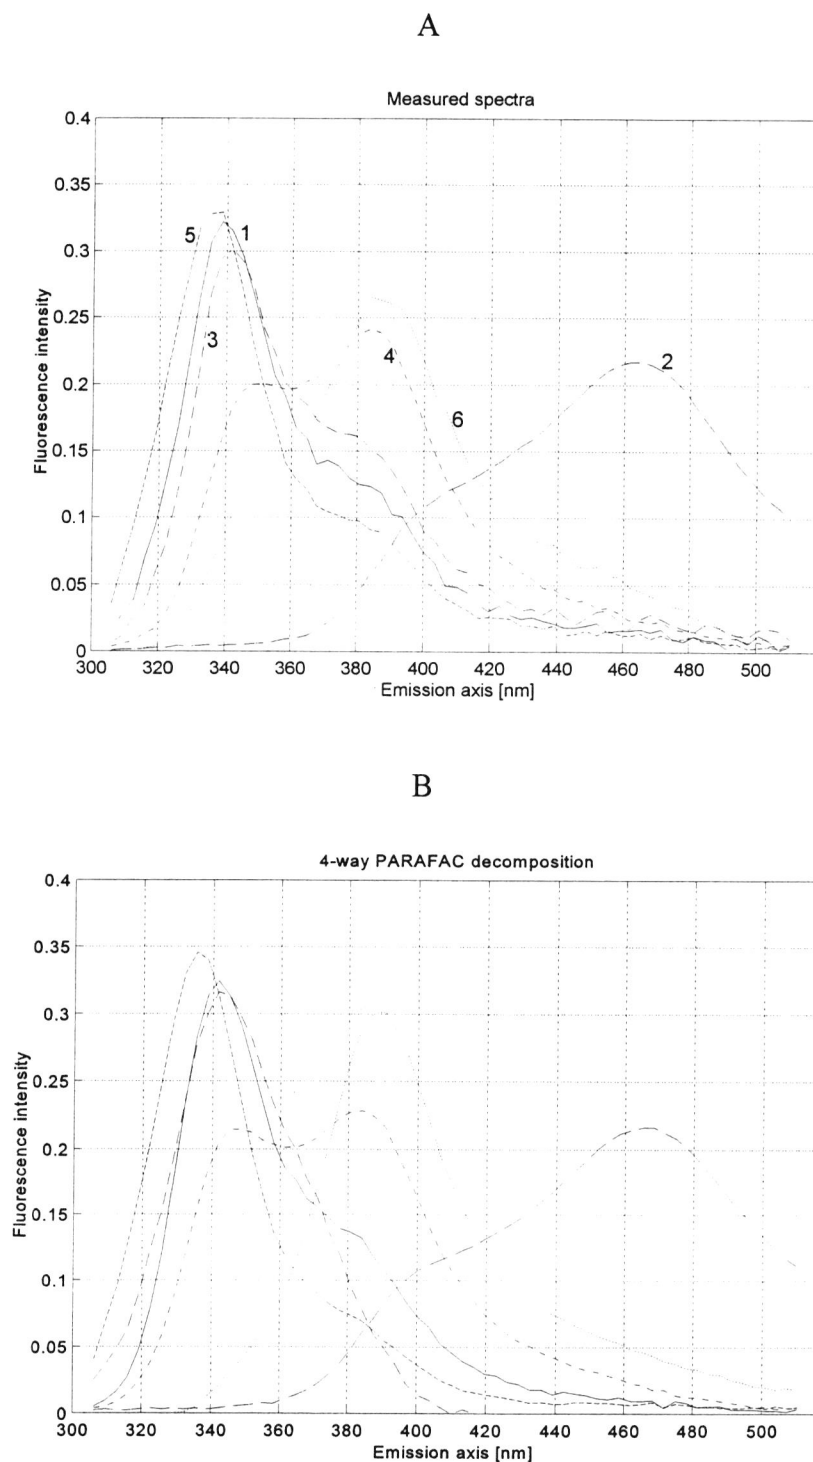 A
Measured spectra
0.4
0.35
0.3
0.25
0.2
0.15
0.1
0.05
0
Fluorescence intensity
5
1
3
4
6
2
300 320 340 360 380 400 420 440 460 480 500
Emission axis [nm]
B
4-way PARAFAC decomposition
0.4
0.35
0.3
0.25
0.2
0.15
0.1
0.05
0
Fluorescence intensity
300 320 340 360 380 400 420 440 460 480 500
Emission axis [nm]